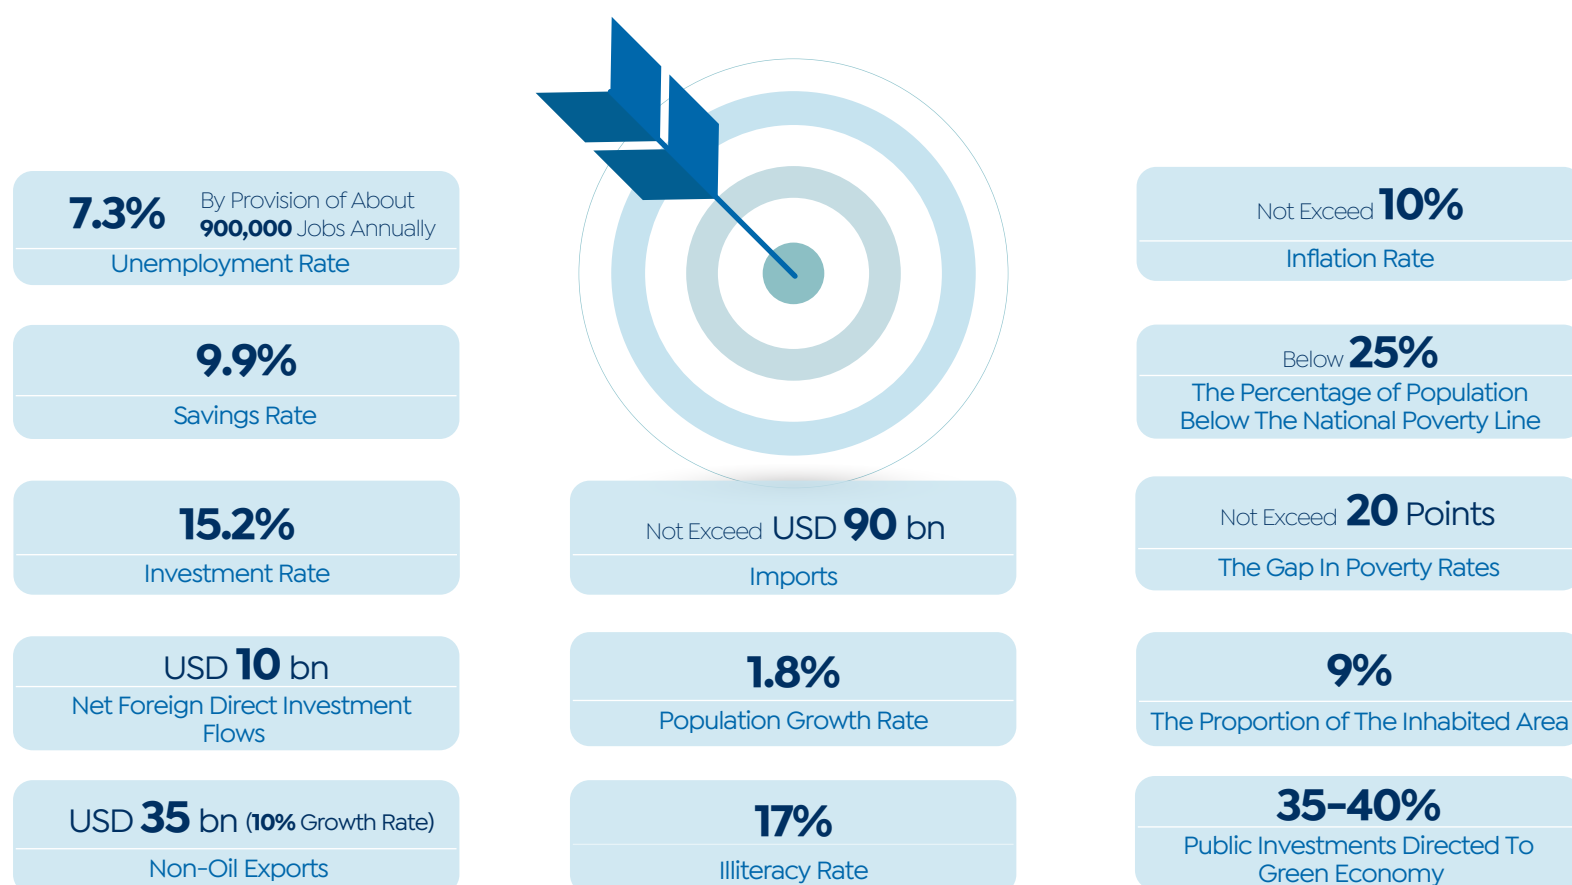 7.3%
By Provision of About
900,000 Jobs Annually
Unemployment Rate
9.9%
Savings Rate
15.2%
Investment Rate
USD 10 bn
Net Foreign Direct Investment
Flows
USD 35 bn (10% Growth Rate)
Non-Oil Exports
Not Exceed USD 90 bn
Imports
1.8%
Population Growth Rate
17%
Illiteracy Rate
Not Exceed 10%
Inflation Rate
Below 25%
The Percentage of Population
Below The National Poverty Line
Not Exceed 20 Points
The Gap In Poverty Rates
9%
The Proportion of The Inhabited Area
35-40%
Public Investments Directed To
Green Economy